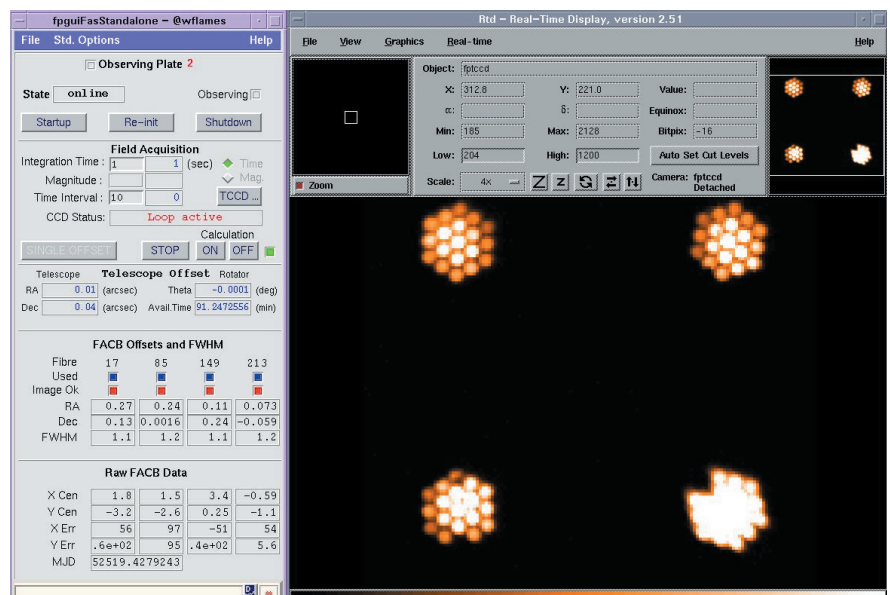 fpguiFasStandalone – @wflames
File Std. Options Help
Observing Plate 2
State online Observing
Startup Re-init Shutdown
Field Acquisition
Integration Time : 1 1 (sec) Time
Magnitude : Mag.
Time Interval : 10 0 TCCD ...
CCD Status: Loop active
Calculation
SINGLE OFFSET STOP ON OFF
Telescope Telescope Offset Rotator
RA 0.01 (arcsec) Theta -0.0001 (deg)
Dec 0.04 (arcsec) Avail.Time 91.2472556 (min)
FACB Offsets and FWHM
Fibre 17 85 149 213
Used
Image Ok
RA 0.27 0.24 0.11 0.073
Dec 0.13 0.0016 0.24 -0.059
FWHM 1.1 1.2 1.1 1.2
Raw FACB Data
X Cen 1.8 1.5 3.4 -0.59
Y Cen -3.2 -2.6 0.25 -1.1
X Err 56 97 -51 54
Y Err .6e+02 95 .4e+02 5.6
MJD 52519.4279243
Rtd – Real-Time Display, version 2.51
File View Graphics Real-time Help
Object: fptccd
X: 312.8 Y: 221.0 Value:
α: δ: Equinox:
Min: 185 Max: 2128 Bitpix: -16
Low: 204 High: 1200 Auto Set Cut Levels
Zoom
Scale: 4x Z z Camera: fptccd
Detached